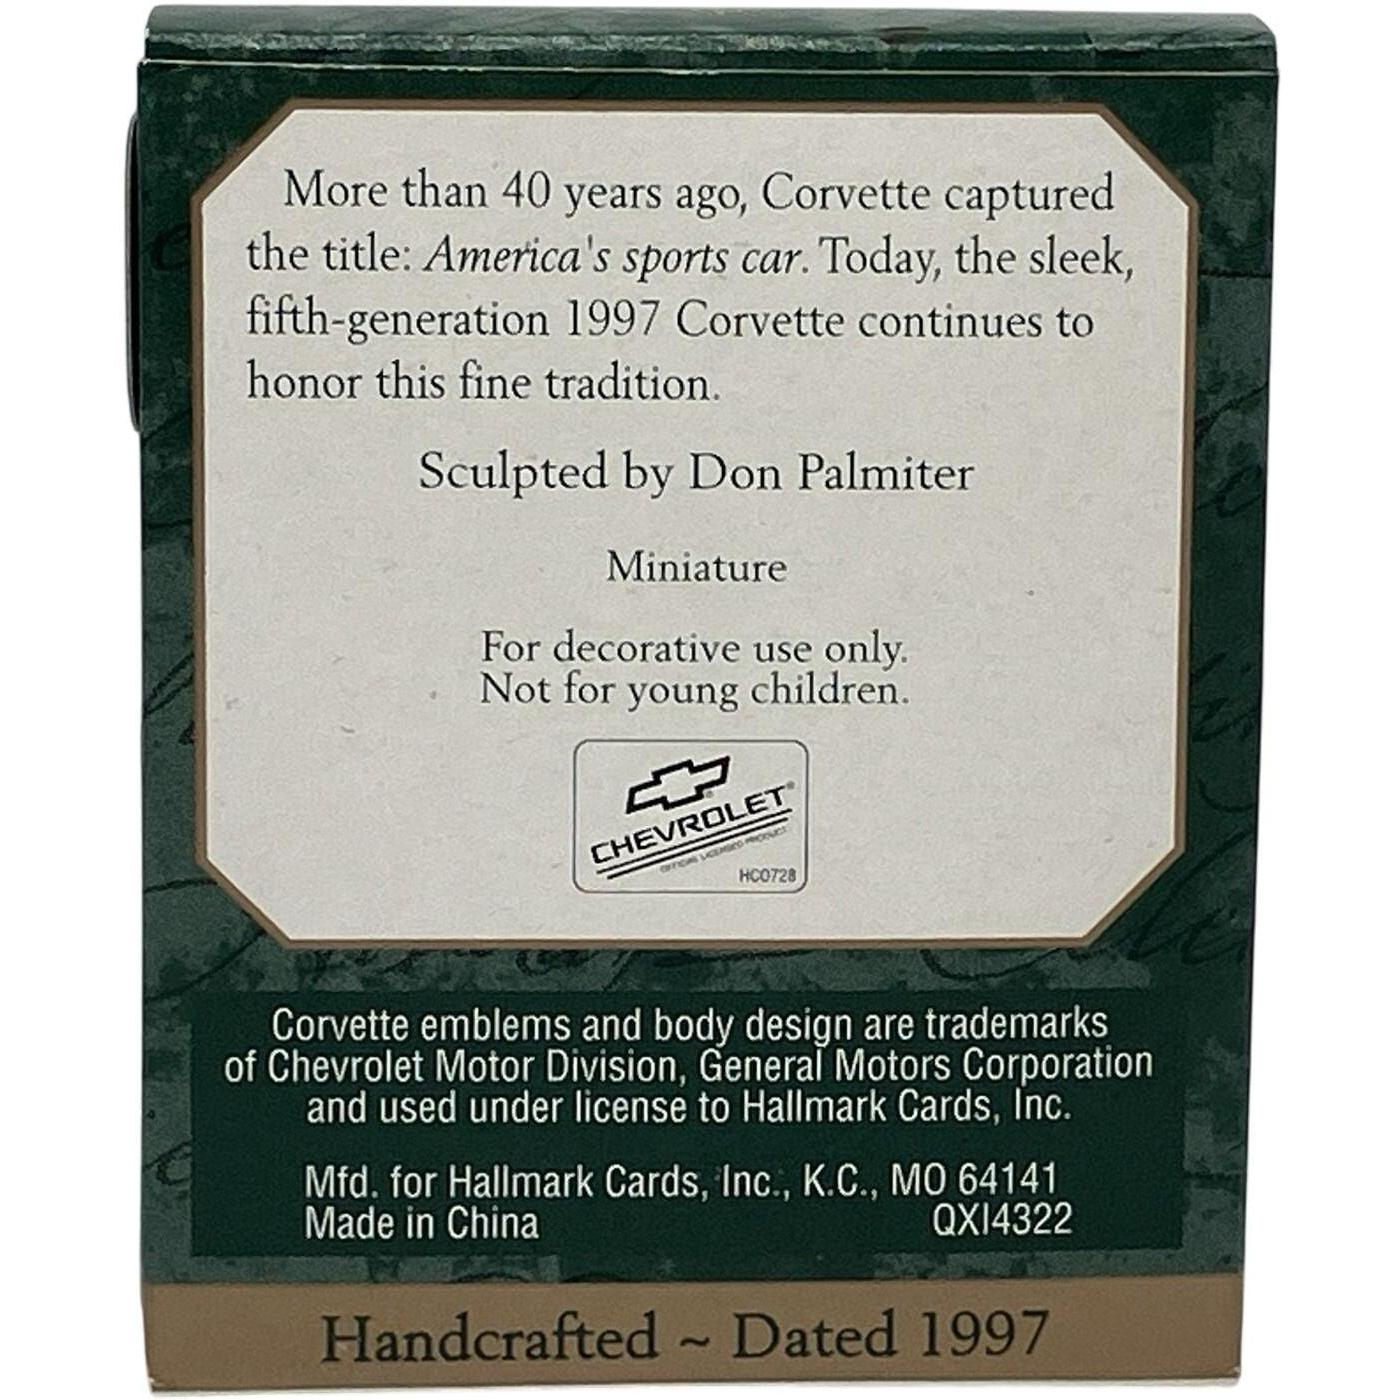 More than 40 years ago, Corvette captured
the title: America's sports car. Today, the sleek,
fifth-generation 1997 Corvette continues to
honor this fine tradition.
Sculpted by Don Palmiter
Miniature
For decorative use only.
Not for young children.
CHEVROLET®
OFFICIAL LICENSED PRODUCT
HC0728
Corvette emblems and body design are trademarks
of Chevrolet Motor Division, General Motors Corporation
and used under license to Hallmark Cards, Inc.
Mfd. for Hallmark Cards, Inc., K.C., MO 64141
Made in China QXI4322
Handcrafted ~ Dated 1997